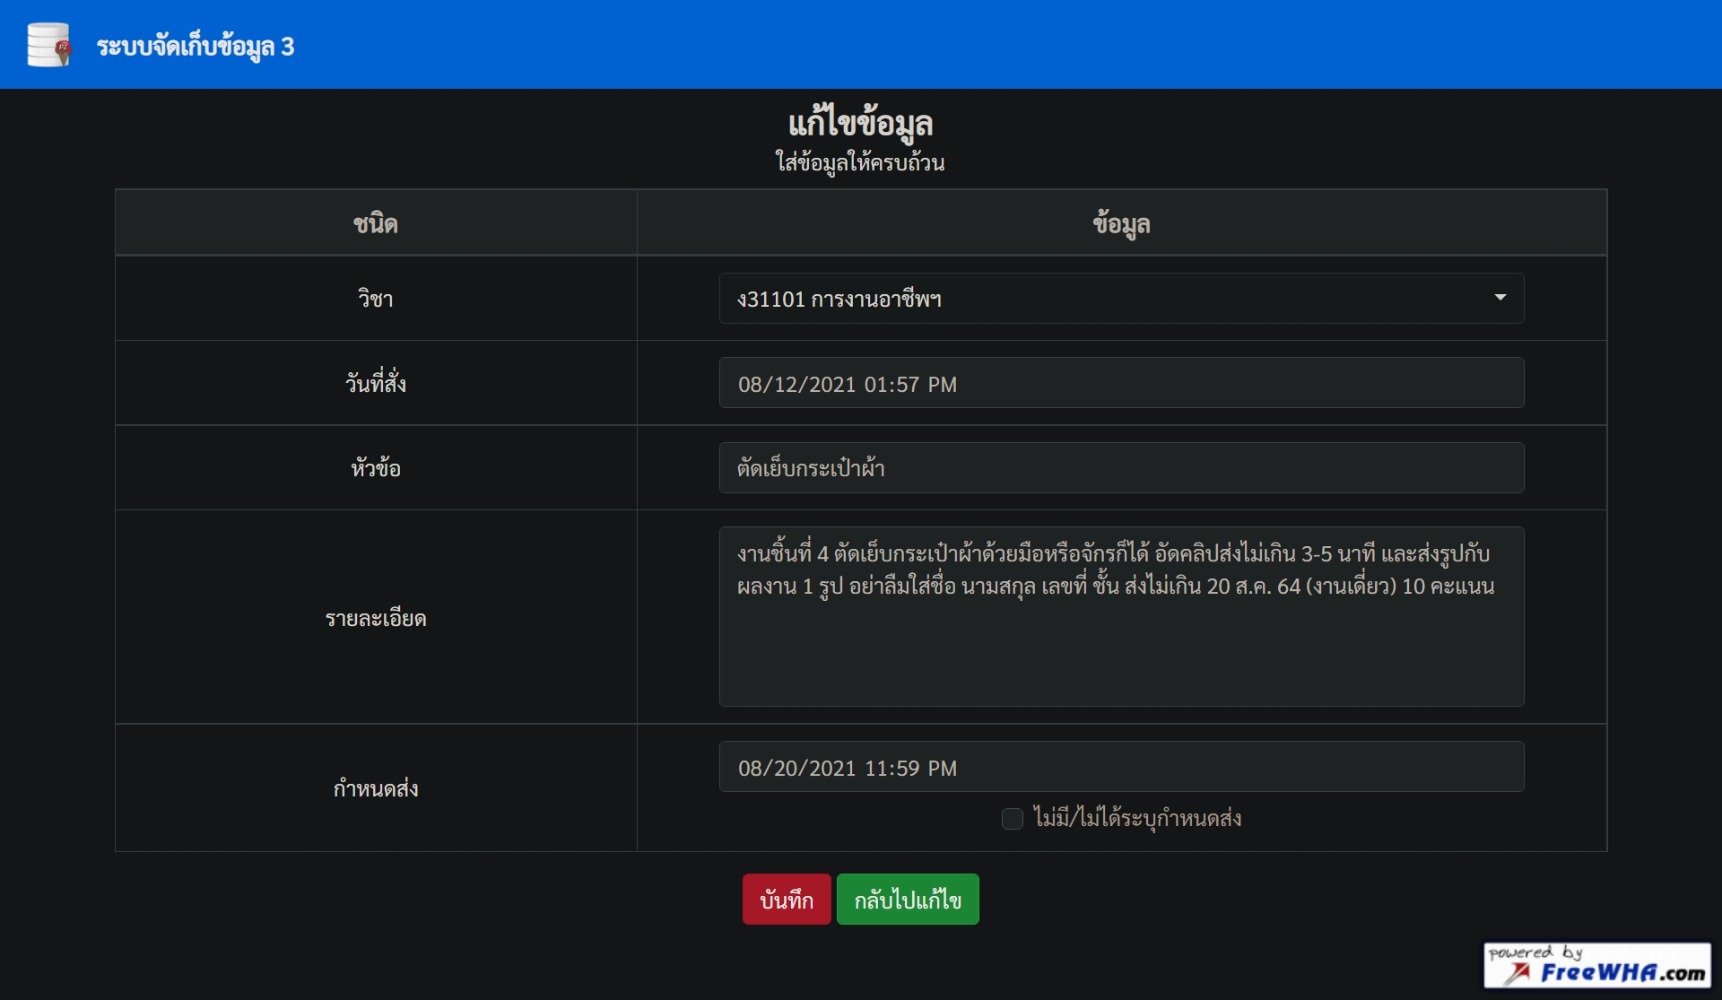 ระบบจัดเก็บข้อมูล 3
แก้ไขข้อมูล
ใส่ข้อมูลให้ครบถ้วน
ชนิด ข้อมูล
วิชา ง31101 การงานอาชีพฯ
วันที่สั่ง 08/12/2021 01:57 PM
หัวข้อ ตัดเย็บกระเป๋าผ้า
รายละเอียด
งานชิ้นที่ 4 ตัดเย็บกระเป๋าผ้าด้วยมือหรือจักรก็ได้ อัดคลิปส่งไม่เกิน 3-5 นาที และส่งรูปกับ
ผลงาน 1 รูป อย่าลืมใส่ชื่อ นามสกุล เลขที่ ชั้น ส่งไม่เกิน 20 ส.ค. 64 (งานเดี่ยว) 10 คะแนน
กำหนดส่ง 08/20/2021 11:59 PM
ไม่มี/ไม่ได้ระบุกำหนดส่ง
บันทึก กลับไปแก้ไข
powered by
FreeWHA.com